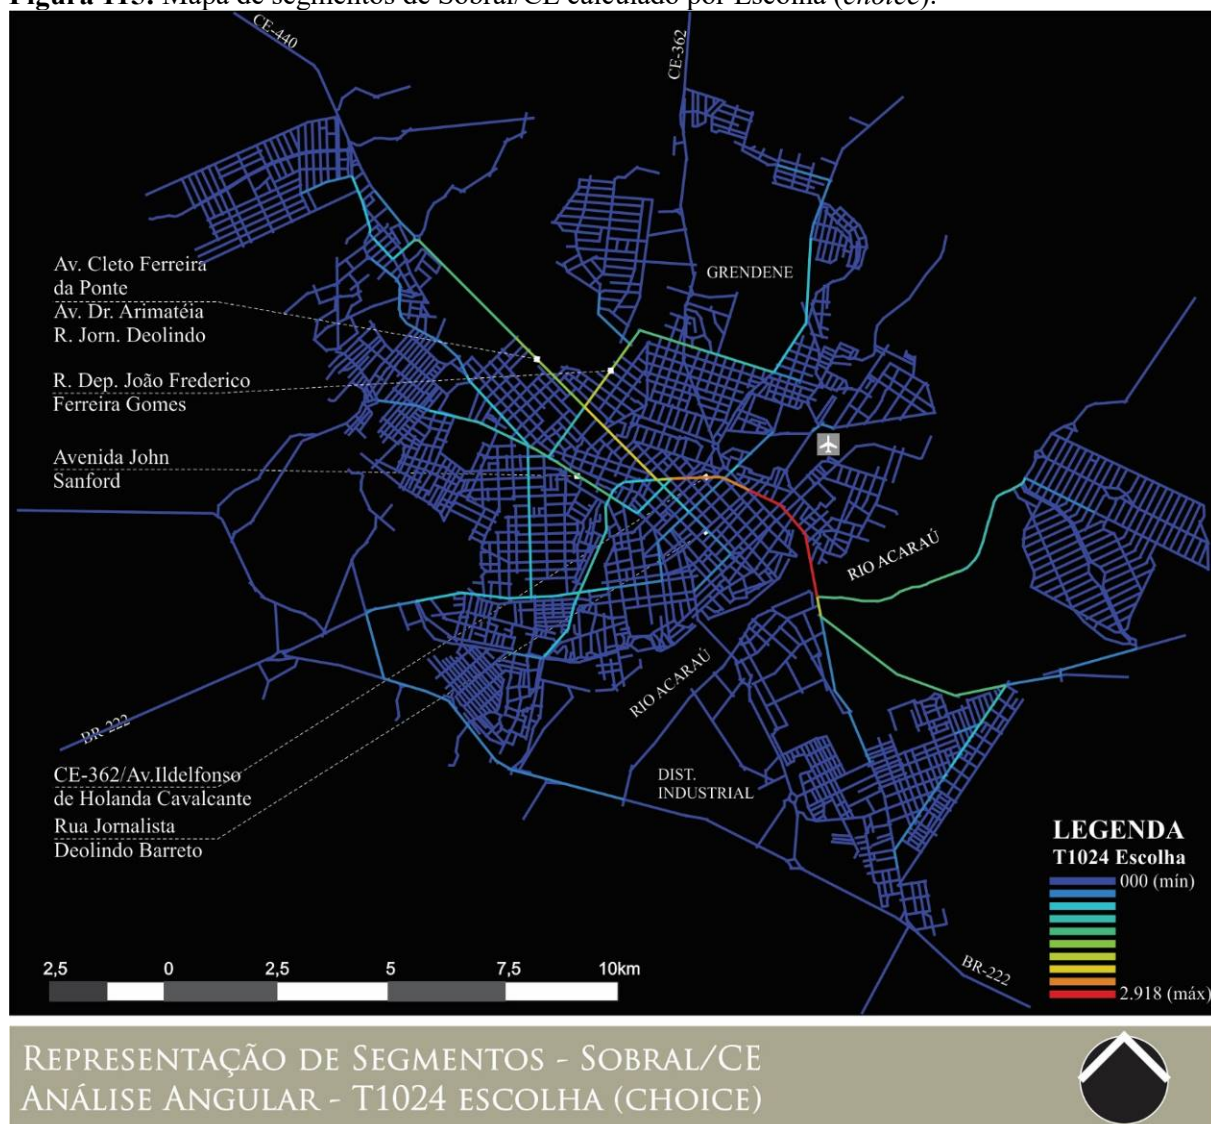 Figura 115. Mapa de segmentos de Sobral/CE calculado por Escolha (choice).
CE-440
CE-362
GRENDENE
Av. Cleto Ferreira
da Ponte
Av. Dr. Arimatéia
R. Jorn. Deolindo
R. Dep. João Frederico
Ferreira Gomes
Avenida John
Sanford
RIO ACARAÚ
RIO ACARAÚ
BR-222
CE-362/Av.Ildelfonso
de Holanda Cavalcante
Rua Jornalista
Deolindo Barreto
DIST.
INDUSTRIAL
BR-222
LEGENDA
T1024 Escolha
000 (mín)
2.918 (máx)
2,5 0 2,5 5 7,5 10km
REPRESENTAÇÃO DE SEGMENTOS - SOBRAL/CE
ANÁLISE ANGULAR - T1024 ESCOLHA (CHOICE)